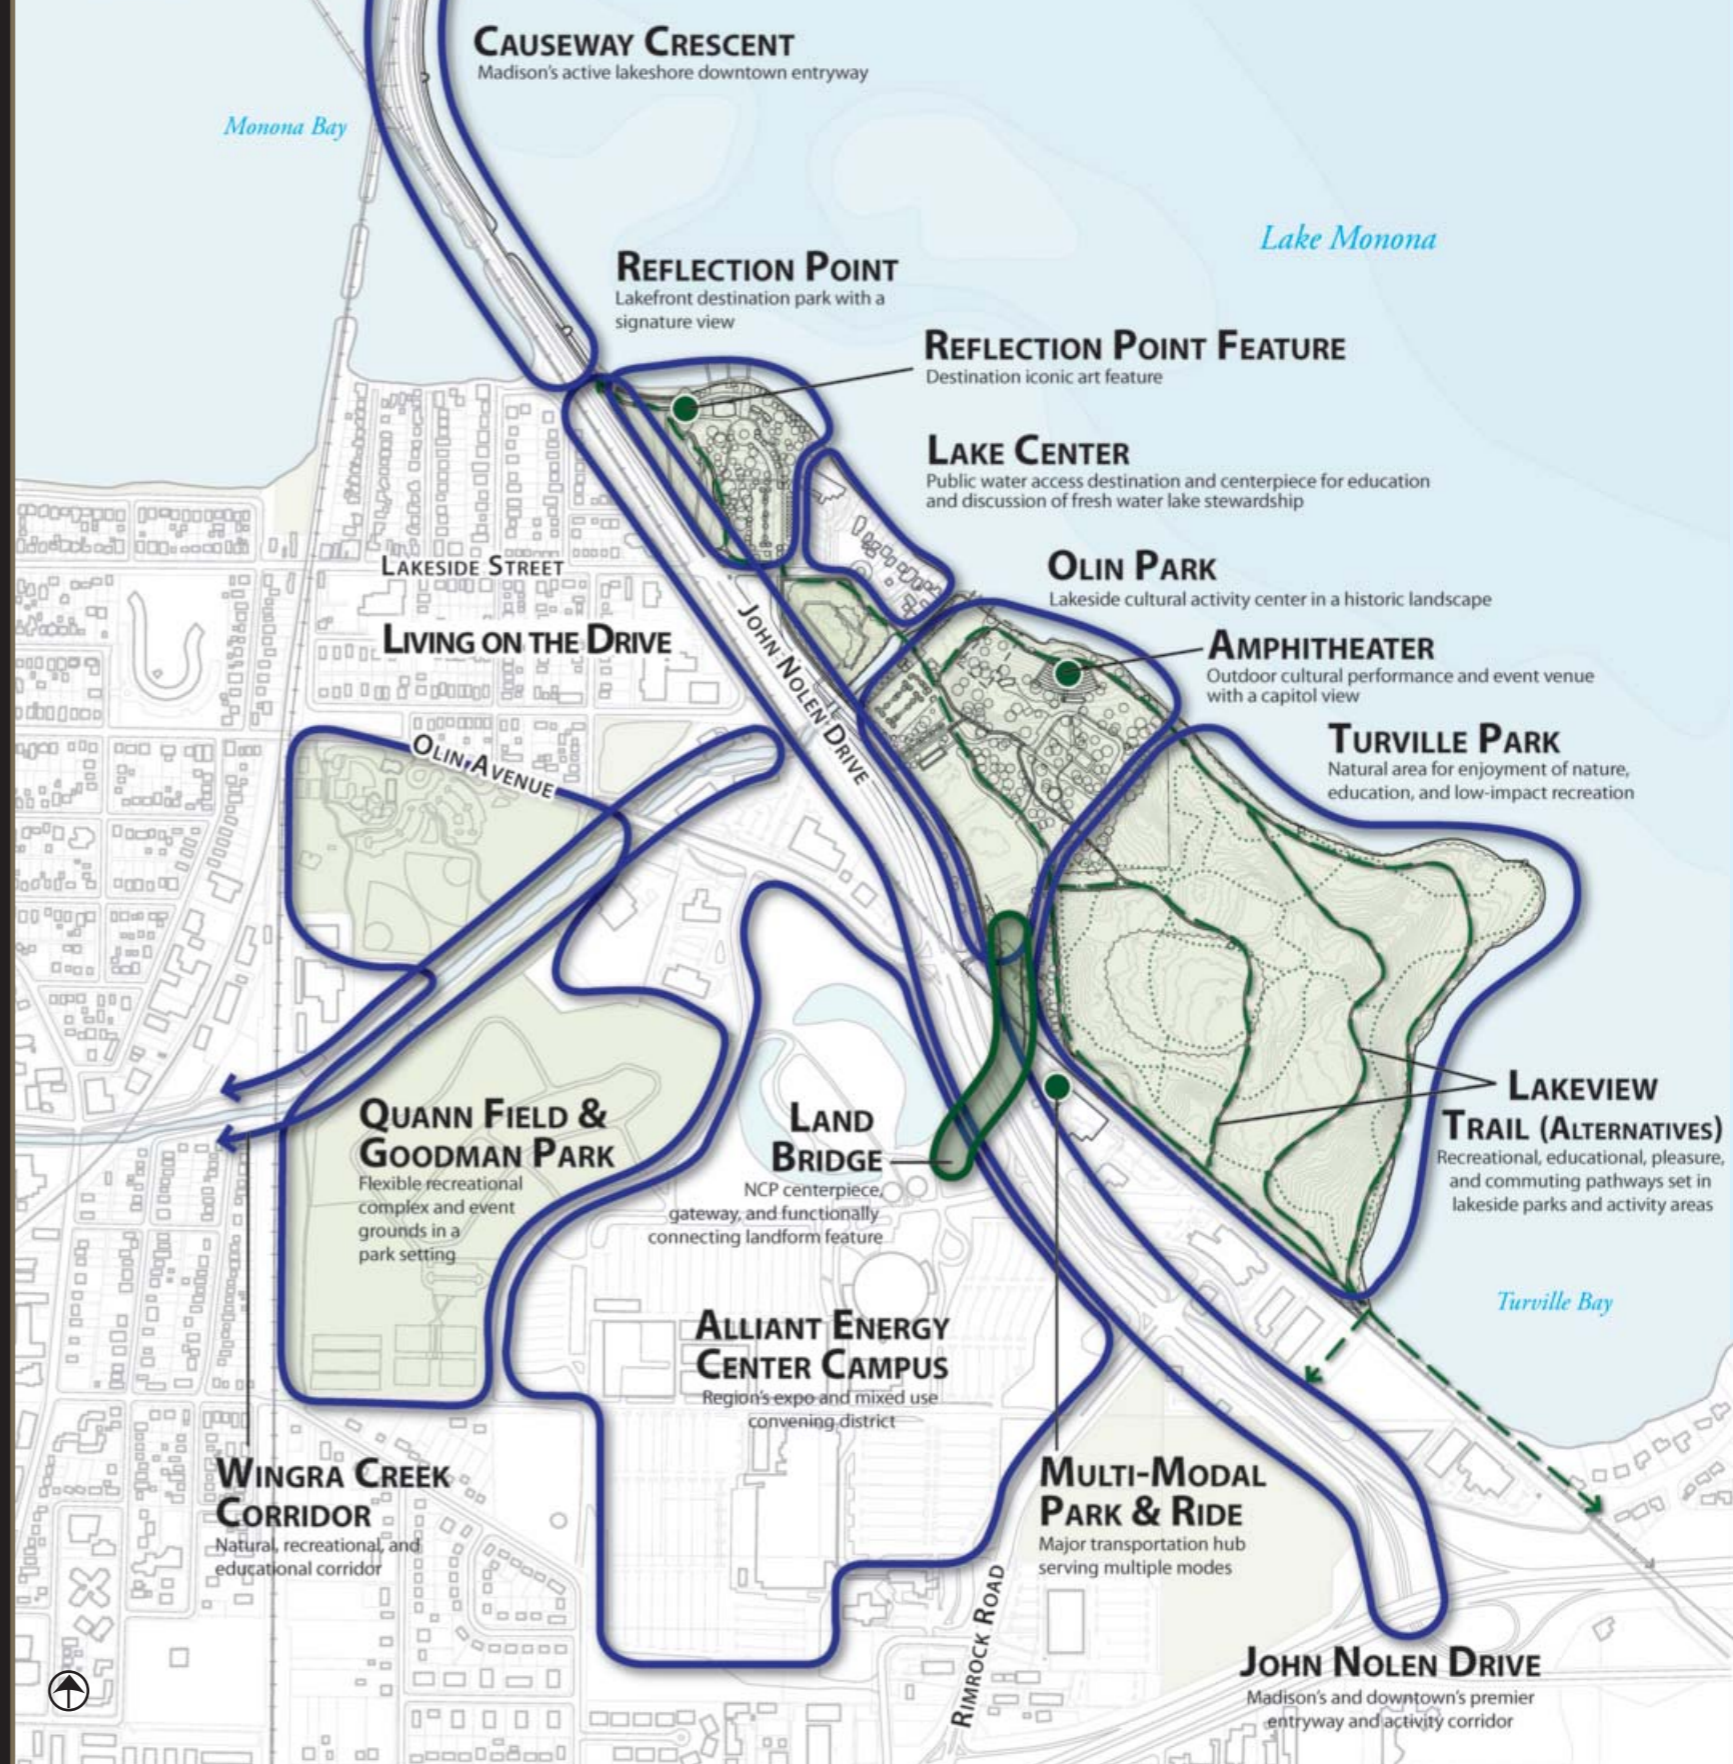 CAUSEWAY CRESCENT
Madison's active lakeshore downtown entryway
Monona Bay
Lake Monona
REFLECTION POINT
Lakefront destination park with a
signature view
REFLECTION POINT FEATURE
Destination iconic art feature
LAKE CENTER
Public water access destination and centerpiece for education
and discussion of fresh water lake stewardship
LAKESIDE STREET
OLIN PARK
Lakeside cultural activity center in a historic landscape
LIVING ON THE DRIVE
JOHN NOLEN DRIVE
AMPHITHEATER
Outdoor cultural performance and event venue
with a capitol view
OLIN AVENUE
TURVILLE PARK
Natural area for enjoyment of nature,
education, and low-impact recreation
LAKEVIEW
TRAIL (ALTERNATIVES)
Recreational, educational, pleasure,
and commuting pathways set in
lakeside parks and activity areas
QUANN FIELD &
GOODMAN PARK
Flexible recreational
complex and event
grounds in a
park setting
LAND
BRIDGE
NCP centerpiece,
gateway, and functionally
connecting landform feature
Turville Bay
ALLIANT ENERGY
CENTER CAMPUS
Region's expo and mixed use
convening district
WINGRA CREEK
CORRIDOR
Natural, recreational, and
educational corridor
MULTI-MODAL
PARK & RIDE
Major transportation hub
serving multiple modes
RIMROCK ROAD
JOHN NOLEN DRIVE
Madison's and downtown's premier
entryway and activity corridor